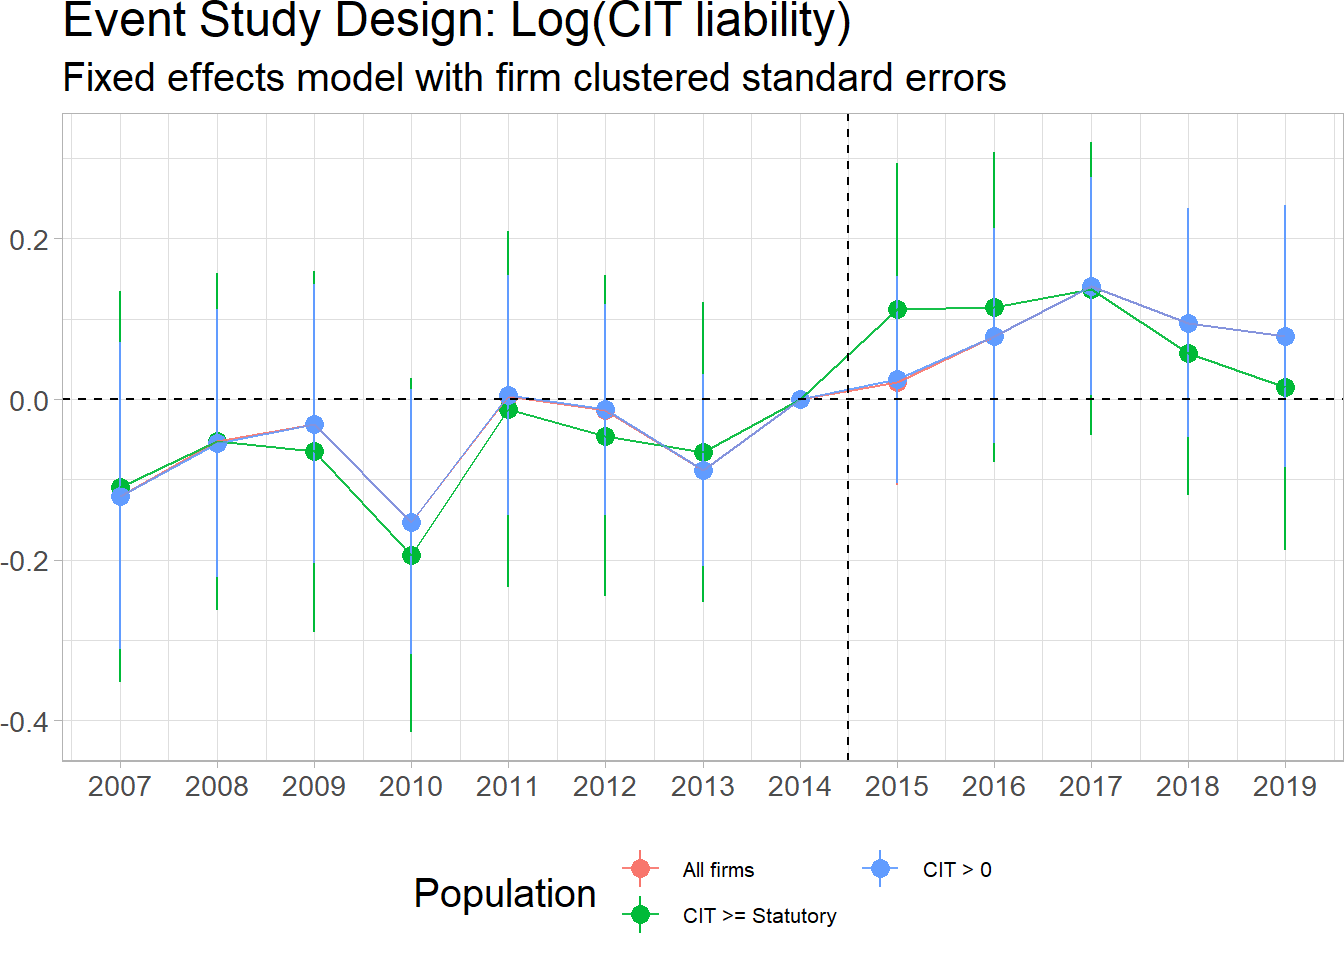 Event Study Design: Log(CIT liability)
Fixed effects model with firm clustered standard errors
0.2
0.0
-0.2
-0.4
2007 2008 2009 2010 2011 2012 2013 2014 2015 2016 2017 2018 2019
Population
All firms
CIT > 0
CIT >= Statutory